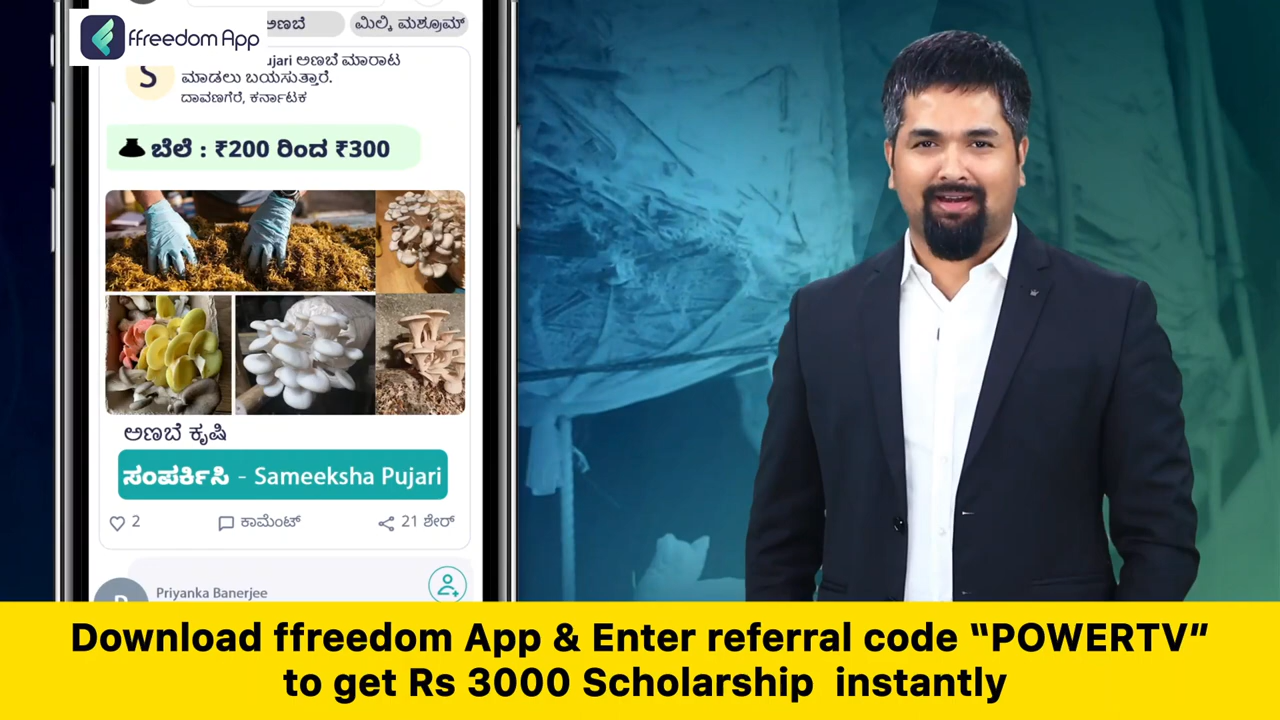 ಅಣಬೆ
ಮಿಲ್ಕಿ ಮಶ್ರೂಮ್
ffreedom App
S
ujari ಅಣಬೆ ಮಾರಾಟ
ಮಾಡಲು ಬಯಸುತ್ತಾರೆ.
ದಾವಣಗೆರೆ, ಕರ್ನಾಟಕ
ಬೆಲೆ : ₹200 ರಿಂದ ₹300
ಅಣಬೆ ಕೃಷಿ
ಸಂಪರ್ಕಿಸಿ - Sameeksha Pujari
2
ಕಾಮೆಂಟ್
21 ಶೇರ್
Priyanka Banerjee
Download ffreedom App & Enter referral code “POWERTV”
to get Rs 3000 Scholarship instantly